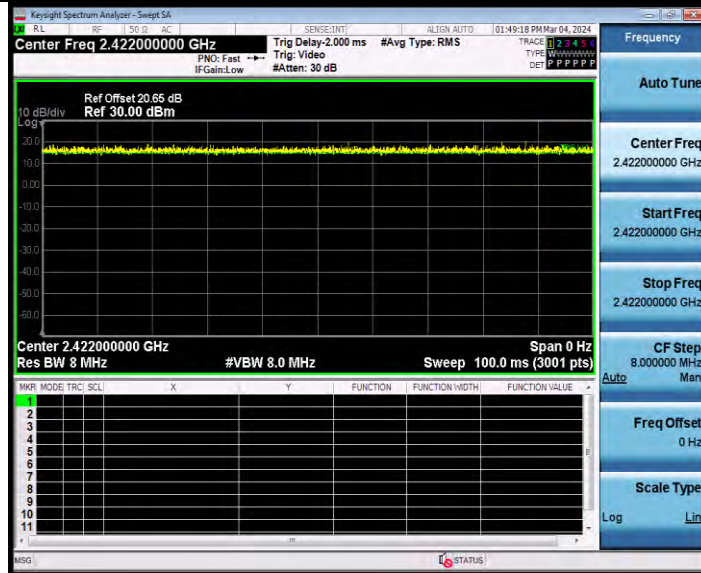 Keysight Spectrum Analyzer - Swept SA
RL RF 50 Ω AC SENSE:INT ALIGN AUTO 01:49:18 PM Mar 04, 2024
Center Freq 2.422000000 GHz
PNO: Fast
IFGain:Low
Trig Delay-2.000 ms
Trig: Video
#Atten: 30 dB
#Avg Type: RMS
TRACE 1 2 3 4 5 6
TYPE
DET P P P P P P
Ref Offset 20.65 dB
10 dB/div Ref 30.00 dBm
Log
20.0
10.0
0.00
-10.0
-20.0
-30.0
-40.0
-50.0
-60.0
Center 2.422000000 GHz Span 0 Hz
Res BW 8 MHz #VBW 8.0 MHz Sweep 100.0 ms (3001 pts)
MKR MODE TRC SCL X Y FUNCTION FUNCTION WIDTH FUNCTION VALUE
1
2
3
4
5
6
7
8
9
10
11
MSG STATUS
Frequency
Auto Tune
Center Freq
2.422000000 GHz
Start Freq
2.422000000 GHz
Stop Freq
2.422000000 GHz
CF Step
8.000000 MHz
Auto Man
Freq Offset
0 Hz
Scale Type
Log Lin